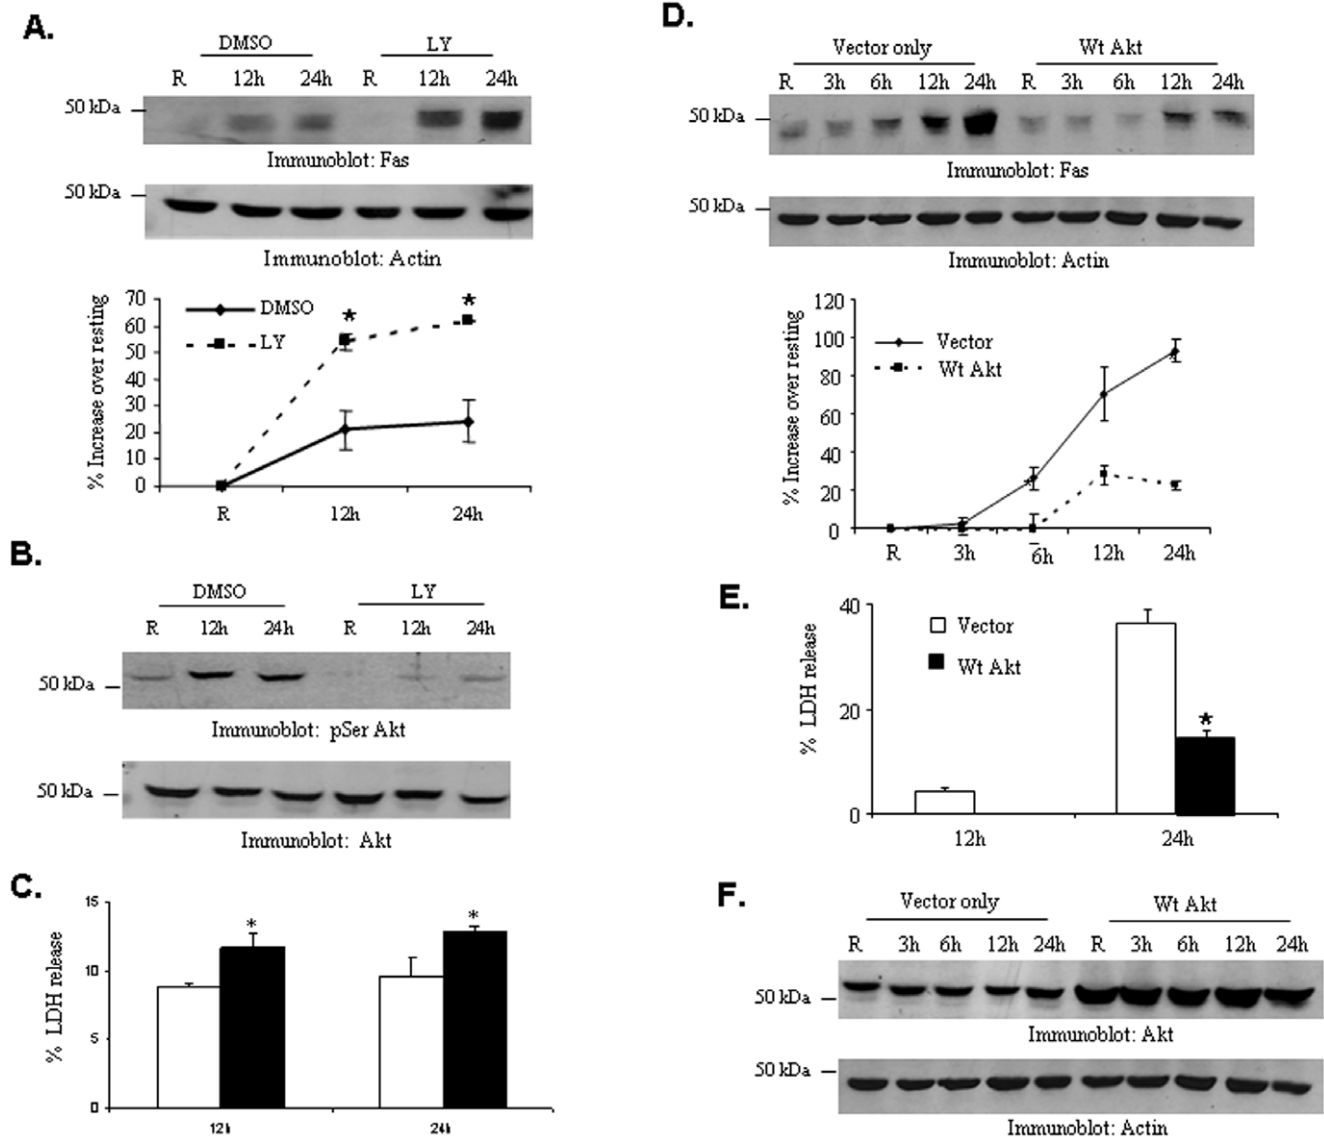 A.
DMSO LY
R 12h 24h R 12h 24h
50 kDa
Immunoblot: Fas
50 kDa
Immunoblot: Actin
% Increase over resting
70
60
50
40
30
20
10
0
DMSO
LY
*
*
R 12h 24h
B.
DMSO LY
R 12h 24h R 12h 24h
50 kDa
Immunoblot: pSer Akt
50 kDa
Immunoblot: Akt
C.
% LDH release
15
10
5
0
*
*
12h 24h
D.
Vector only Wt Akt
R 3h 6h 12h 24h R 3h 6h 12h 24h
50 kDa
Immunoblot: Fas
50 kDa
Immunoblot: Actin
% Increase over resting
120
100
80
60
40
20
0
Vector
Wt Akt
R 3h 6h 12h 24h
E.
% LDH release
40
20
0
Vector
Wt Akt
*
12h 24h
F.
Vector only Wt Akt
R 3h 6h 12h 24h R 3h 6h 12h 24h
50 kDa
Immunoblot: Akt
50 kDa
Immunoblot: Actin